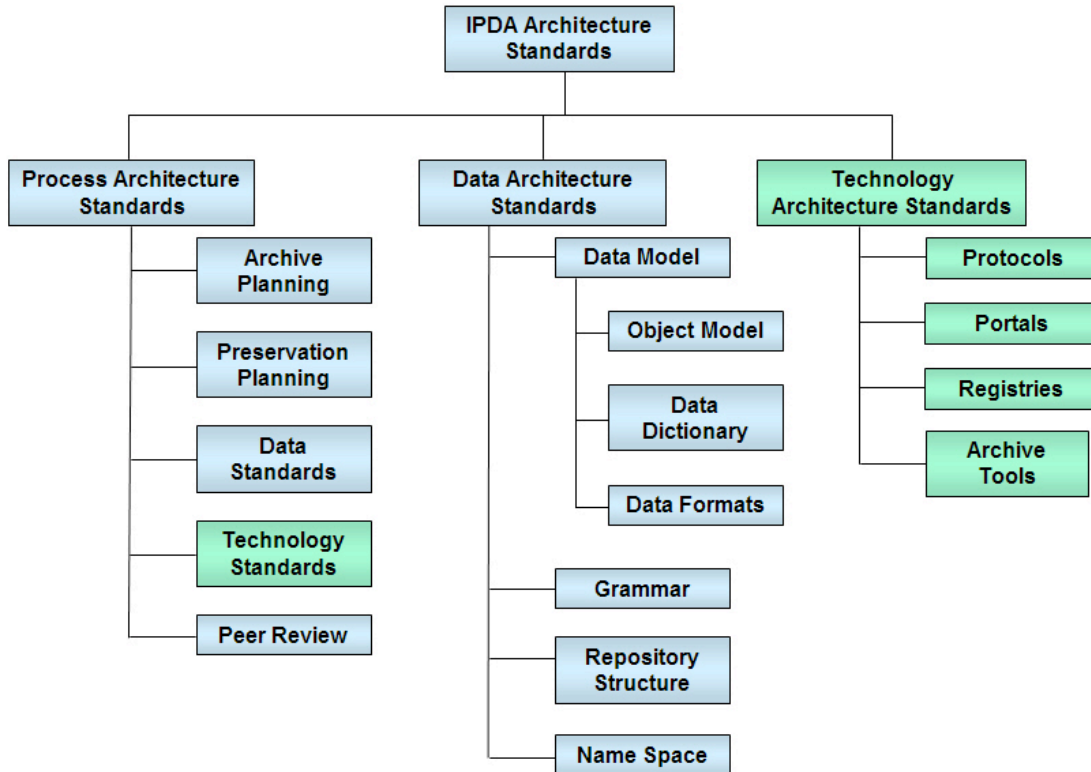 IPDA Architecture
Standards
Process Architecture
Standards
Archive
Planning
Preservation
Planning
Data
Standards
Technology
Standards
Peer Review
Data Architecture
Standards
Data Model
Object Model
Data
Dictionary
Data Formats
Grammar
Repository
Structure
Name Space
Technology
Architecture Standards
Protocols
Portals
Registries
Archive
Tools